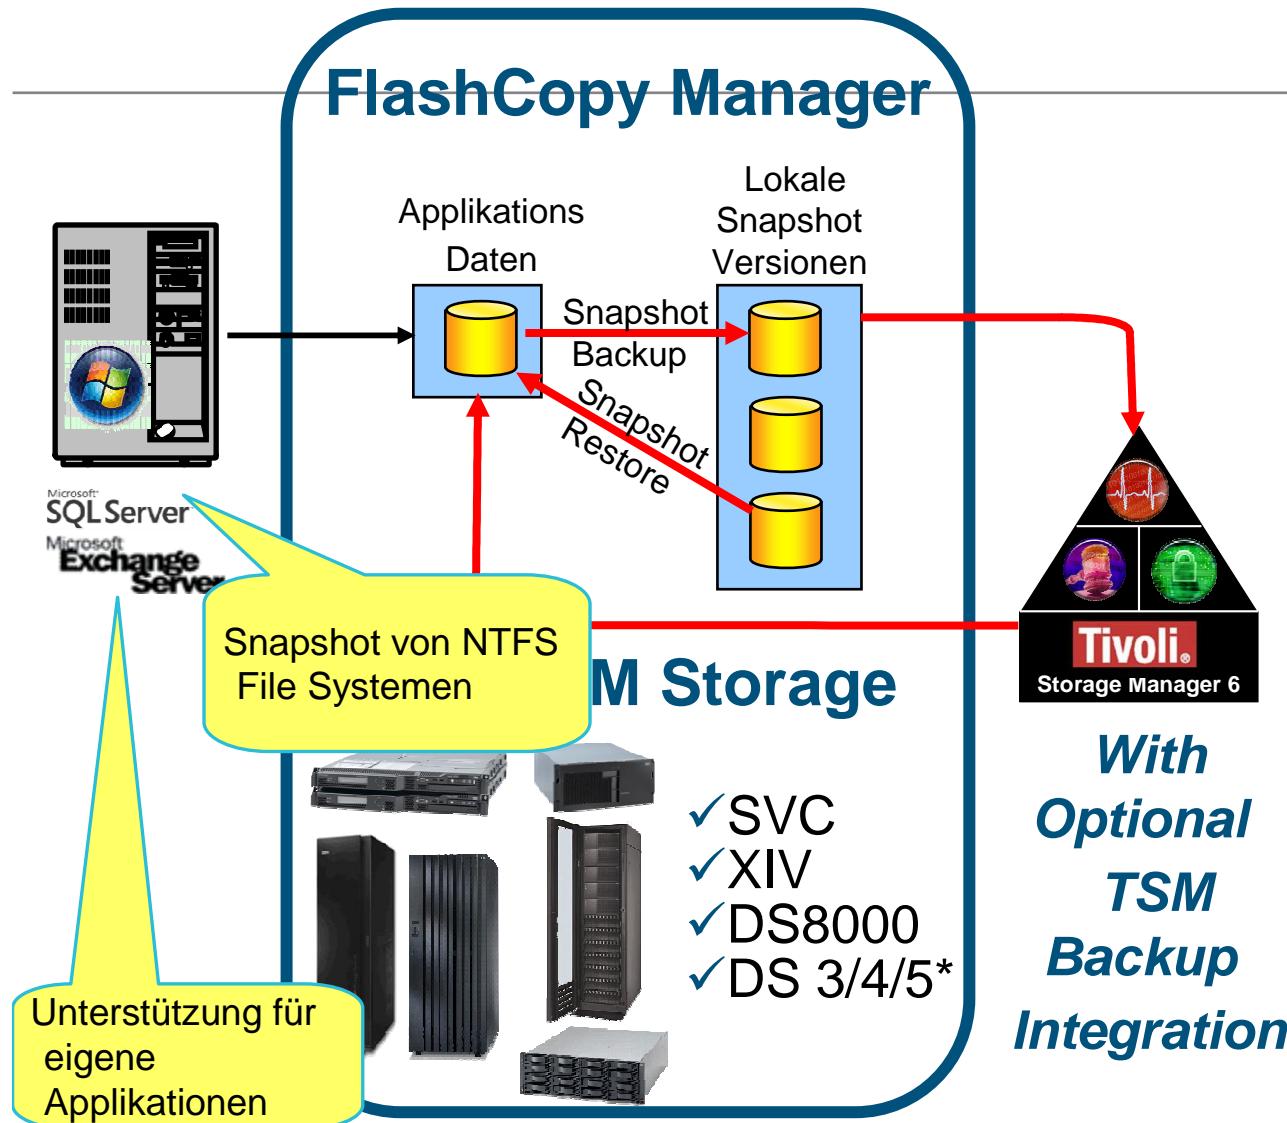 FlashCopy Manager
Applikations
Daten
Lokale
Snapshot
Versionen
Snapshot
Backup
Snapshot
Restore
Microsoft
SQL Server
Microsoft
Exchange
Server
Snapshot von NTFS
File Systemen
M Storage
Tivoli®
Storage Manager 6
✓SVC
✓XIV
✓DS8000
✓DS 3/4/5*
With
Optional
TSM
Backup
Integration
Unterstützung für
eigene
Applikationen